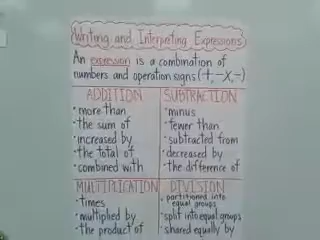 Writing and Interpreting Expressions
An expression is a combination of
numbers and operation signs (+, -, x, ÷)
ADDITION
• more than
• the sum of
• increased by
• the total of
• combined with
SUBTRACTION
• minus
• fewer than
• subtracted from
• decreased by
• the difference of
MULTIPLICATION
• times
• multiplied by
• the product of
DIVISION
• partitioned into
equal groups
• split into equal groups
• shared equally by